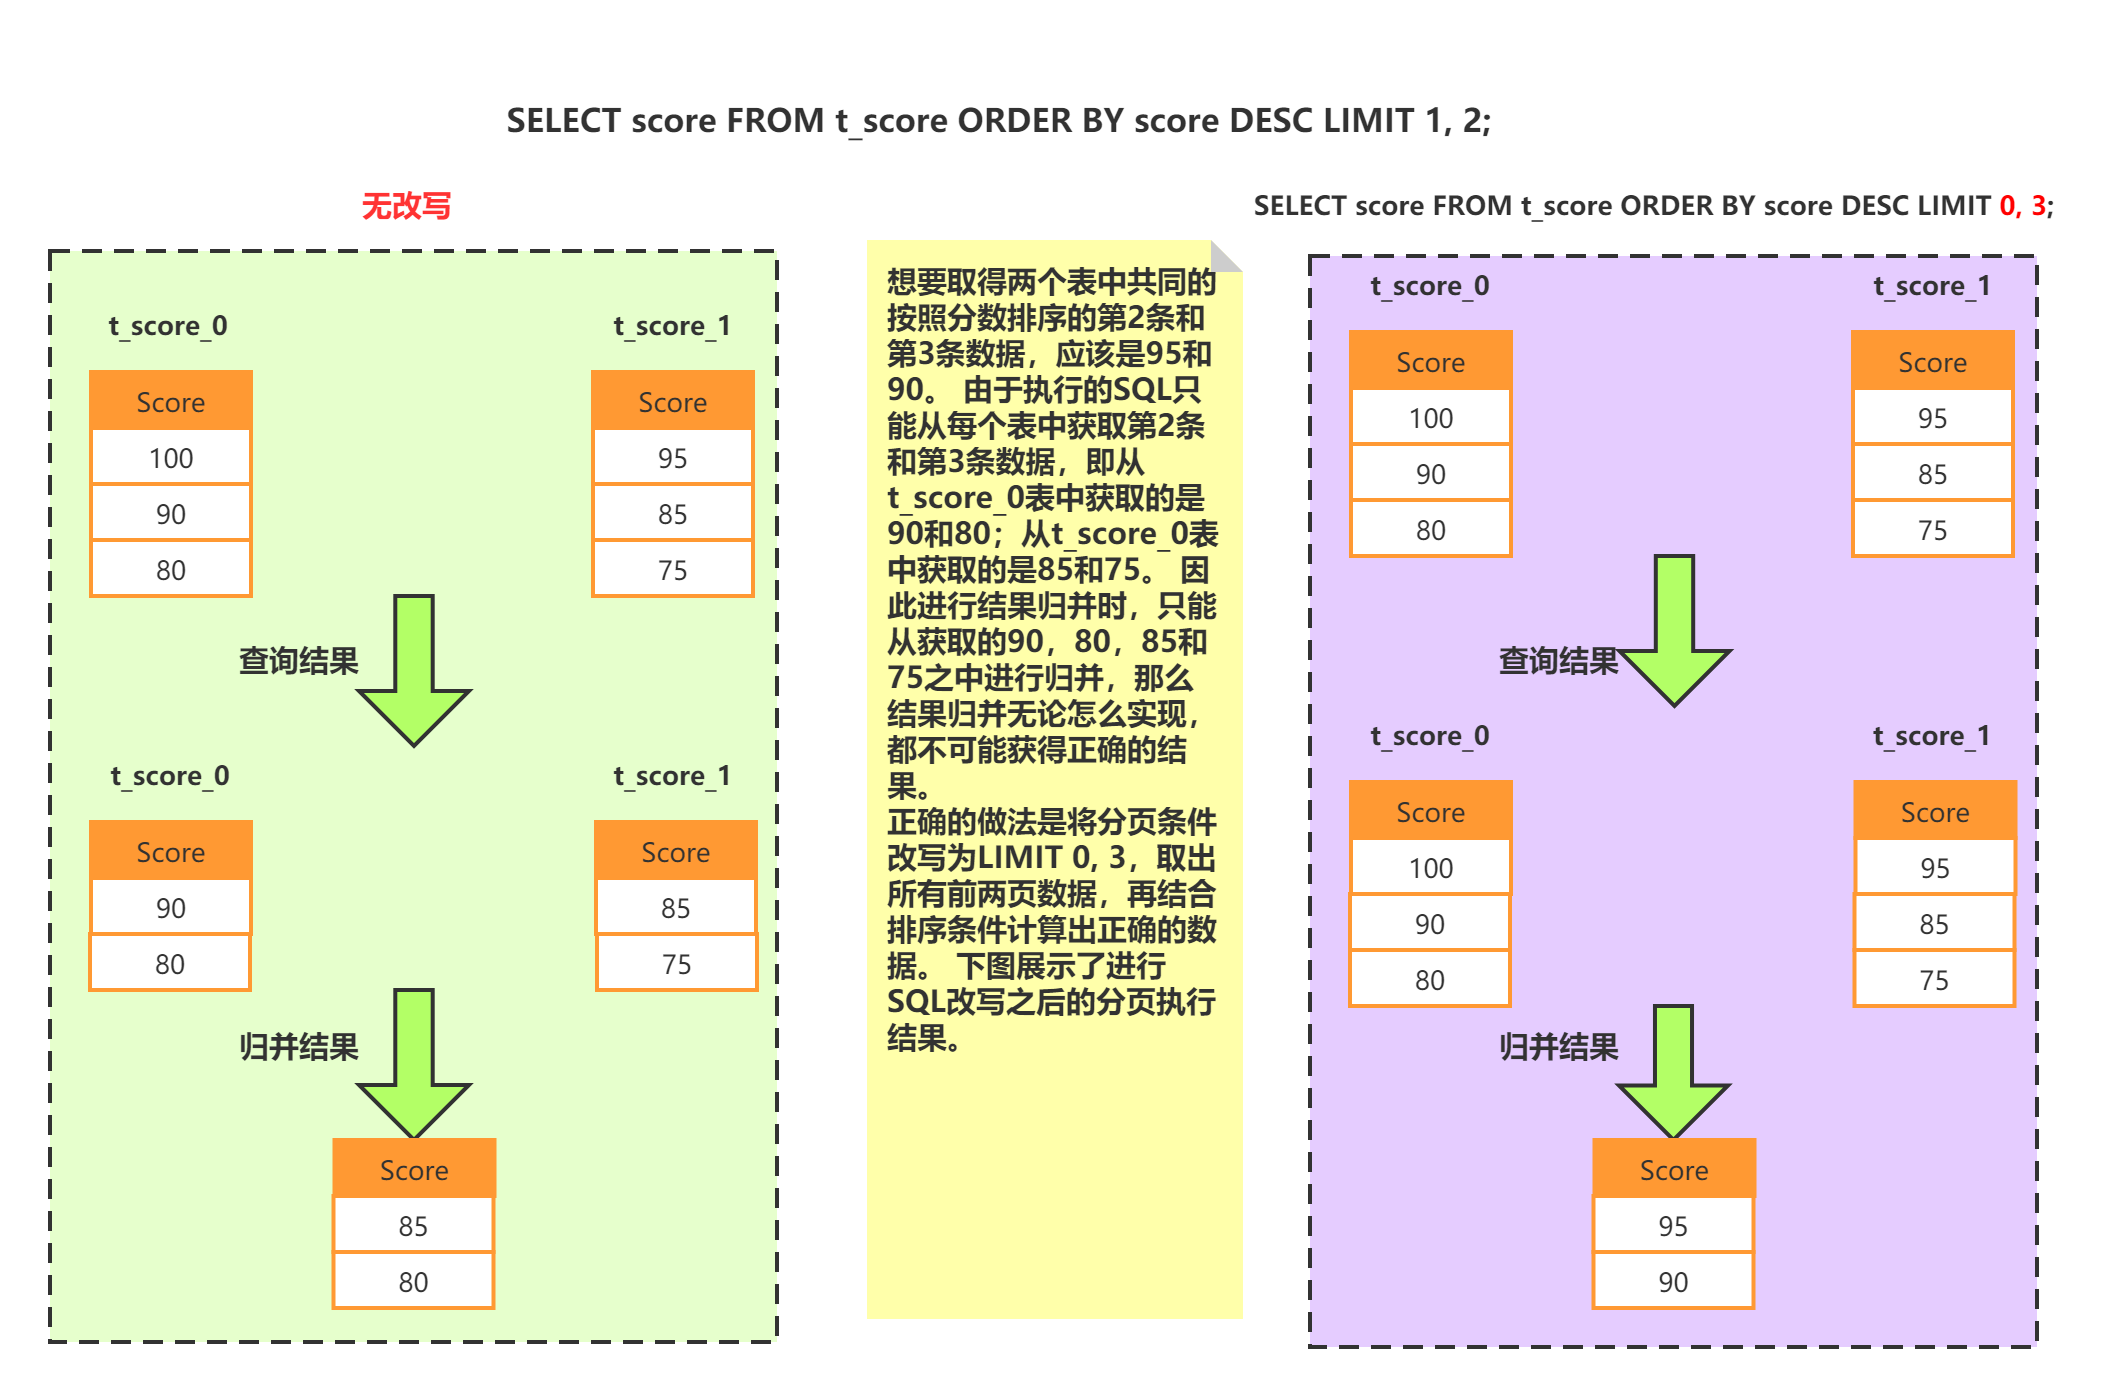 SELECT score FROM t_score ORDER BY score DESC LIMIT 1, 2;
无改写
t_score_0
t_score_1
Score
Score
100
95
90
85
80
75
查询结果
t_score_0
t_score_1
Score
Score
90
85
80
75
归并结果
Score
85
80
想要取得两个表中共同的
按照分数排序的第2条和
第3条数据，应该是95和
90。 由于执行的SQL只
能从每个表中获取第2条
和第3条数据，即从
t_score_0表中获取的是
90和80；从t_score_0表
中获取的是85和75。 因
此进行结果归并时，只能
从获取的90，80，85和
75之中进行归并，那么
结果归并无论怎么实现，
都不可能获得正确的结
果。
正确的做法是将分页条件
改写为LIMIT 0, 3，取出
所有前两页数据，再结合
排序条件计算出正确的数
据。 下图展示了进行
SQL改写之后的分页执行
结果。
SELECT score FROM t_score ORDER BY score DESC LIMIT 0, 3;
t_score_0
t_score_1
Score
Score
100
95
90
85
80
75
查询结果
t_score_0
t_score_1
Score
Score
100
95
90
85
80
75
归并结果
Score
95
90